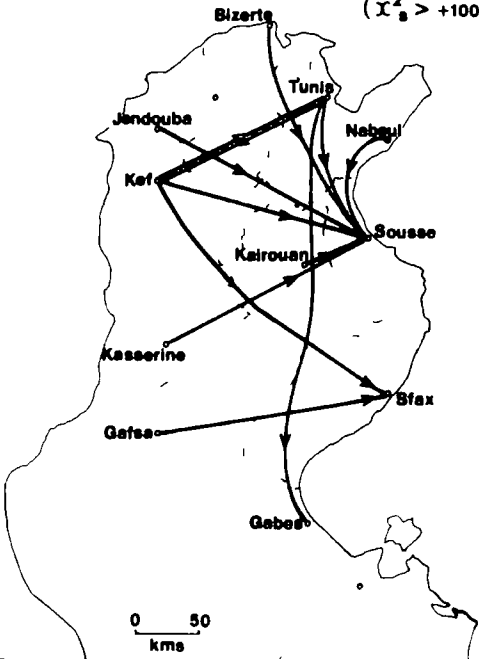 (χ²ₛ > +100
Bizerte
Tunis
Jendouba
Nabeul
Kef
Sousse
Kairouan
Kasserine
Sfax
Gafsa
Gabes
0 50
kms